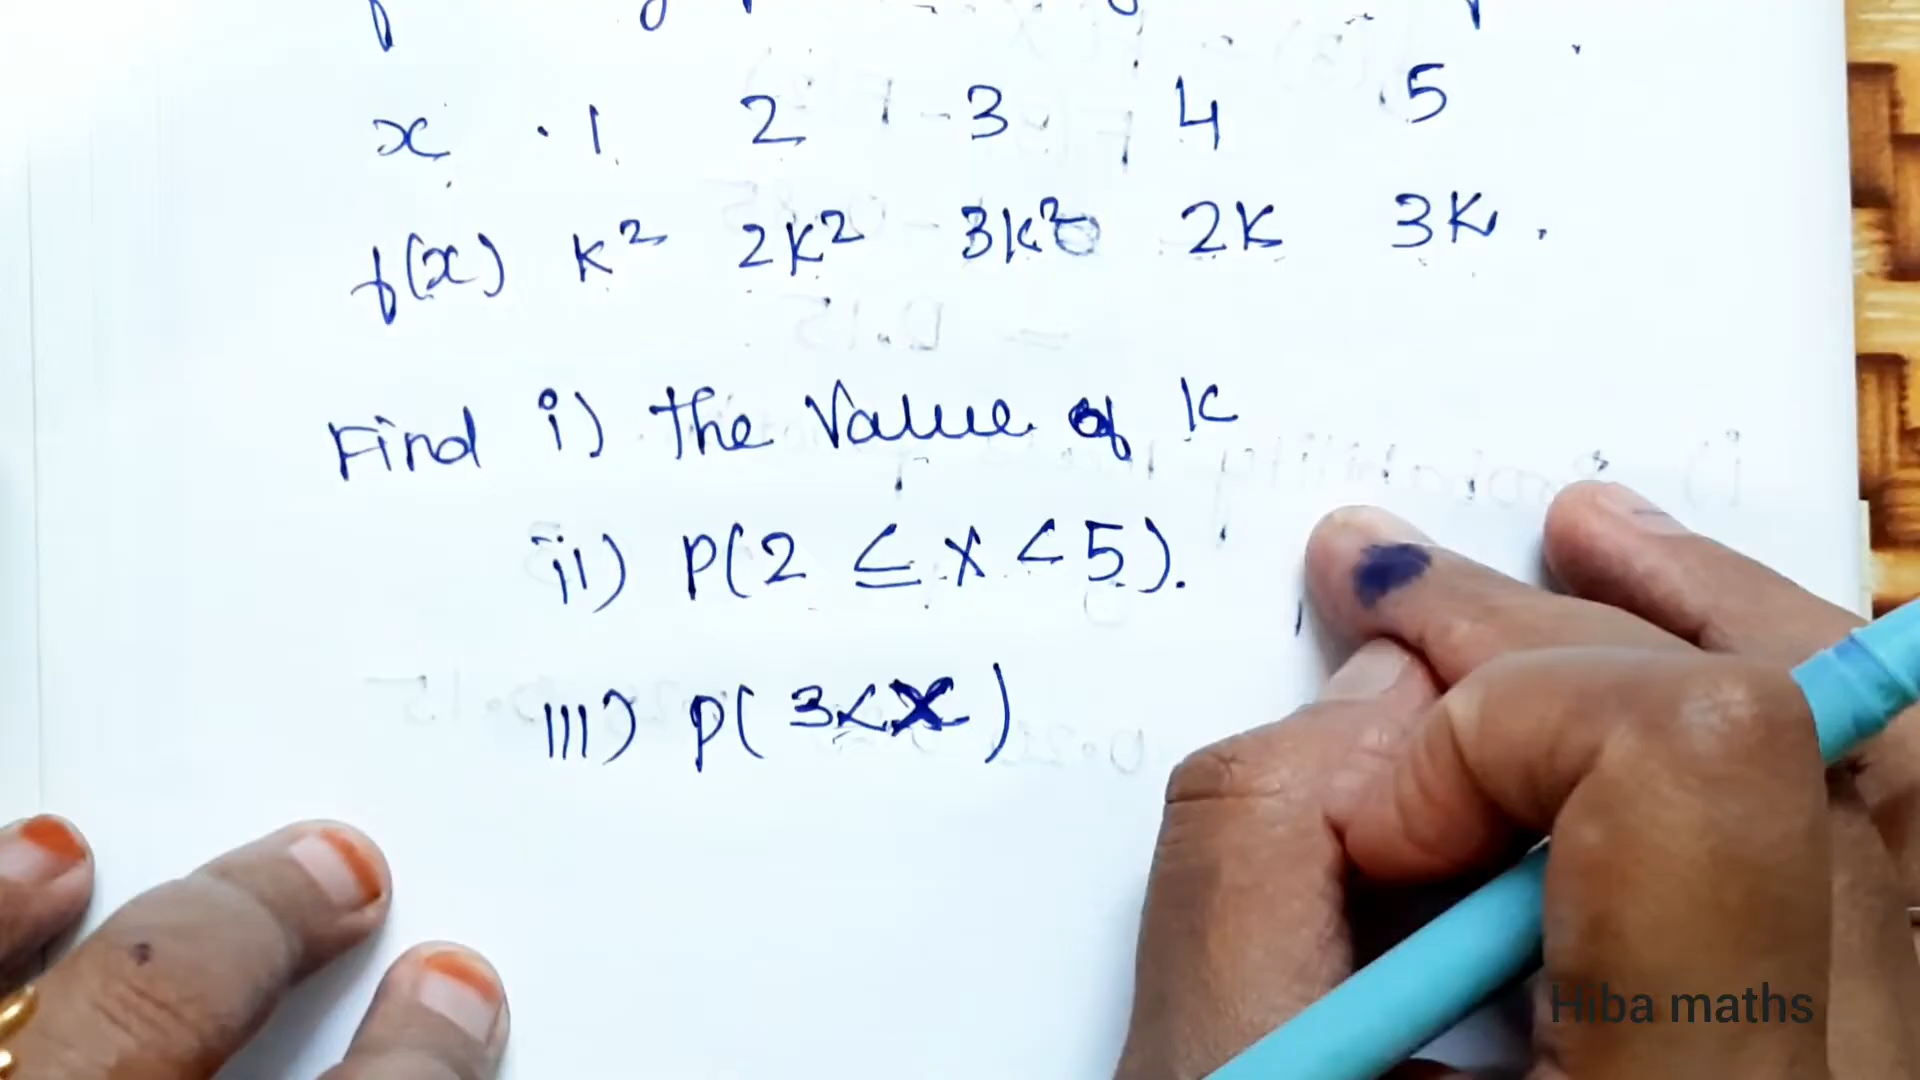 x 1 2 3 4 5
f(x) k² 2k² 3k² 2k 3k.
Find i) the Value of k
ii) P(2 ≤ X < 5).
iii) P(3<X)
Hiba maths